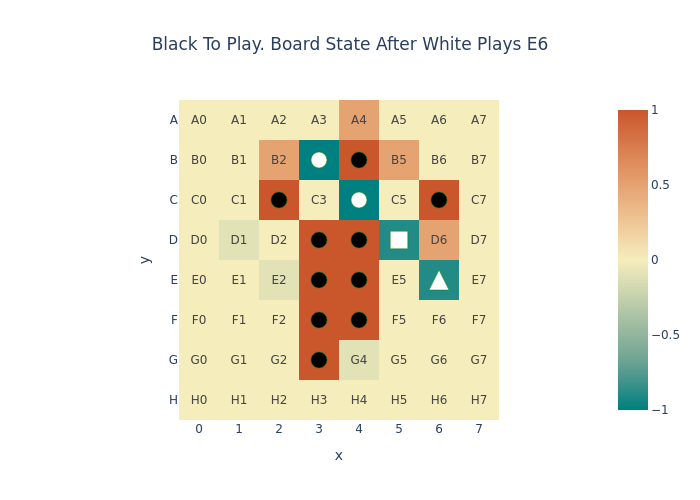 Black To Play. Board State After White Plays E6
A A0 A1 A2 A3 A4 A5 A6 A7
B B0 B1 B2 B4 B5 B6 B7
C C0 C1 C3 C5 C7
D D0 D1 D2 D6 D7
E E0 E1 E2 E5 E7
F F0 F1 F2 F5 F6 F7
G G0 G1 G2 G4 G5 G6 G7
H H0 H1 H2 H3 H4 H5 H6 H7
0 1 2 3 4 5 6 7
x
y
1
0.5
0
−0.5
−1